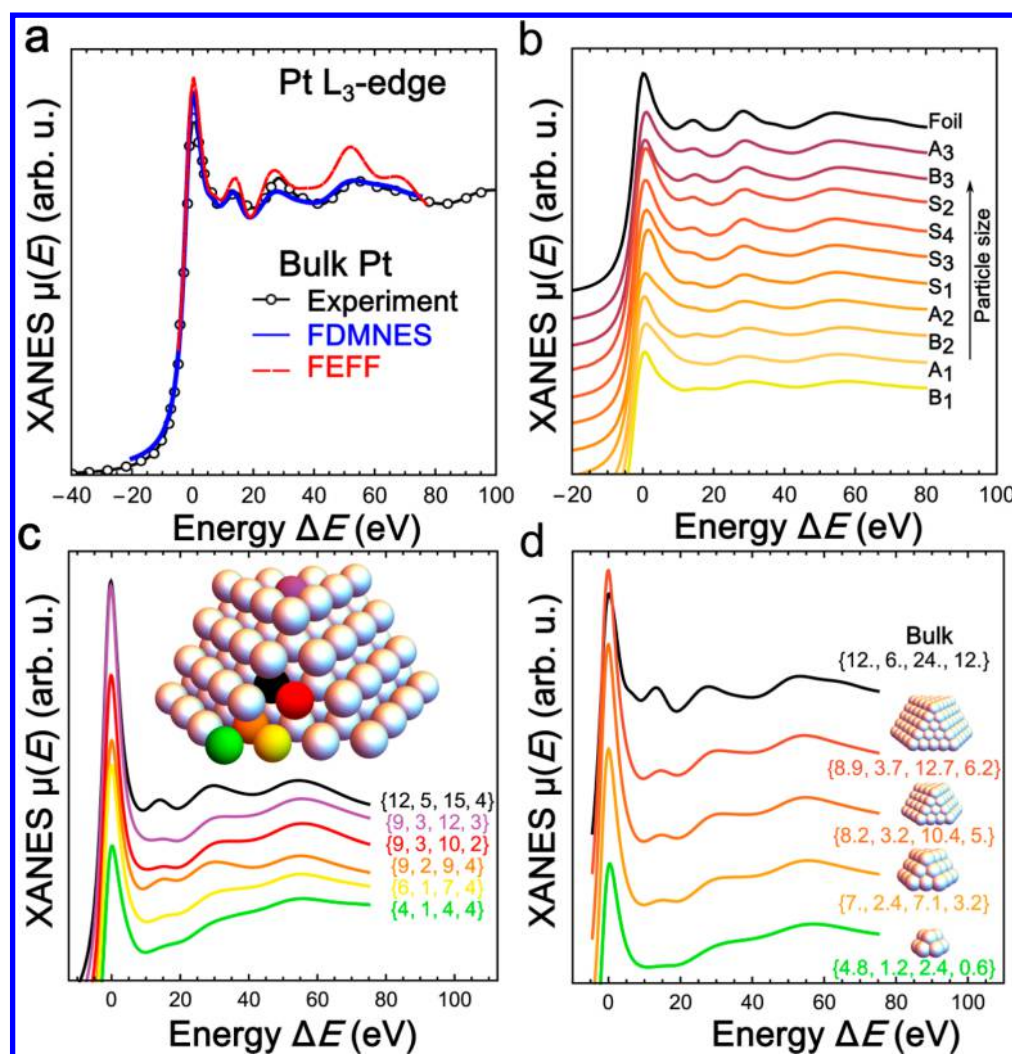 a
Pt L3-edge
Bulk Pt
Experiment
FDMNES
FEFF
XANES μ(E) (arb. u.)
−40 −20 0 20 40 60 80 100
Energy ΔE (eV)
b
Foil
A3
B3
S2
S4
S3
S1
A2
B2
A1
B1
Particle size
XANES μ(E) (arb. u.)
−20 0 20 40 60 80 100
Energy ΔE (eV)
c
{12, 5, 15, 4}
{9, 3, 12, 3}
{9, 3, 10, 2}
{9, 2, 9, 4}
{6, 1, 7, 4}
{4, 1, 4, 4}
XANES μ(E) (arb. u.)
0 20 40 60 80 100
Energy ΔE (eV)
d
Bulk
{12., 6., 24., 12.}
{8.9, 3.7, 12.7, 6.2}
{8.2, 3.2, 10.4, 5.}
{7., 2.4, 7.1, 3.2}
{4.8, 1.2, 2.4, 0.6}
XANES μ(E) (arb. u.)
0 20 40 60 80 100
Energy ΔE (eV)